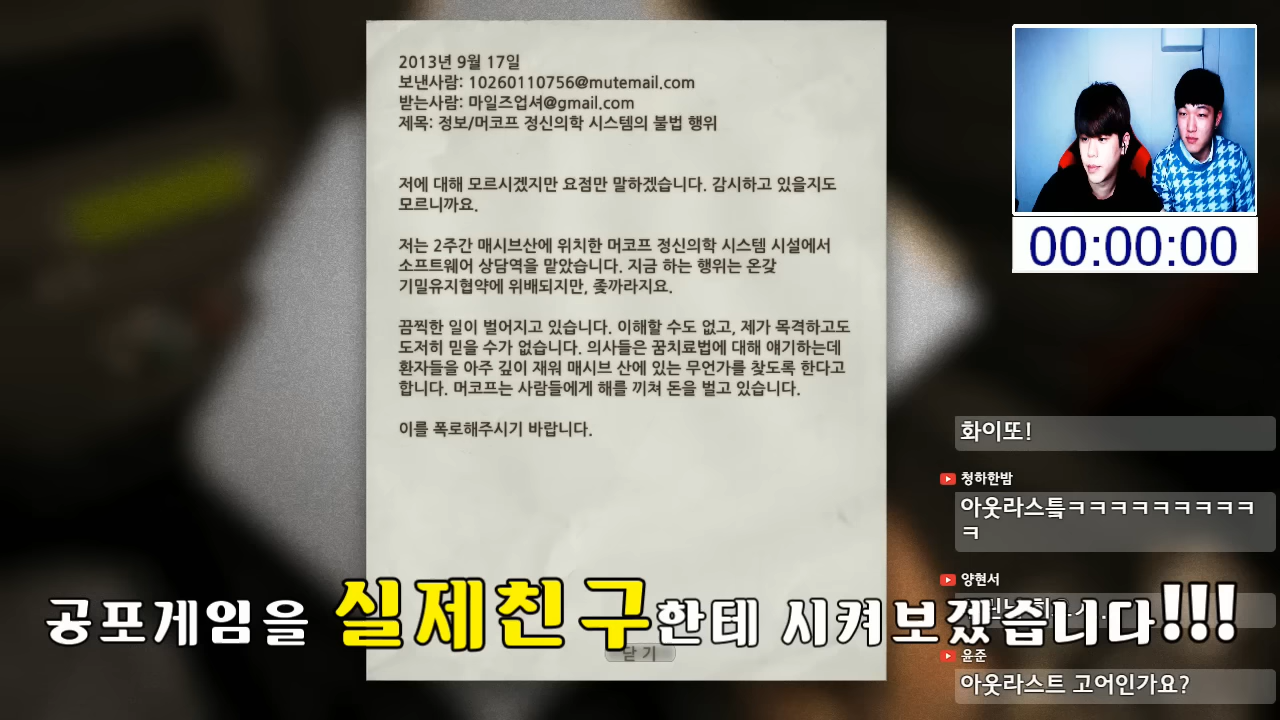 2013년 9월 17일
보낸사람: 10260110756@mutemail.com
받는사람: 마일즈업셔@gmail.com
제목: 정보/머코프 정신의학 시스템의 불법 행위
저에 대해 모르시겠지만 요점만 말하겠습니다. 감시하고 있을지도
모르니까요.
저는 2주간 매시브산에 위치한 머코프 정신의학 시스템 시설에서
소프트웨어 상담역을 맡았습니다. 지금 하는 행위는 온갖
기밀유지협약에 위배되지만, 좆까라지요.
끔찍한 일이 벌어지고 있습니다. 이해할 수도 없고, 제가 목격하고도
도저히 믿을 수가 없습니다. 의사들은 꿈치료법에 대해 얘기하는데
환자들을 아주 깊이 재워 매시브 산에 있는 무언가를 찾도록 한다고
합니다. 머코프는 사람들에게 해를 끼쳐 돈을 벌고 있습니다.
이를 폭로해주시기 바랍니다.
닫 기
00:00:00
화이또!
청하한밤
아웃라스틐ㅋㅋㅋㅋㅋㅋㅋㅋㅋ
ㅋ
양현서
윤준
아웃라스트 고어인가요?
공포게임을 실제친구한테 시켜보겠습니다!!!